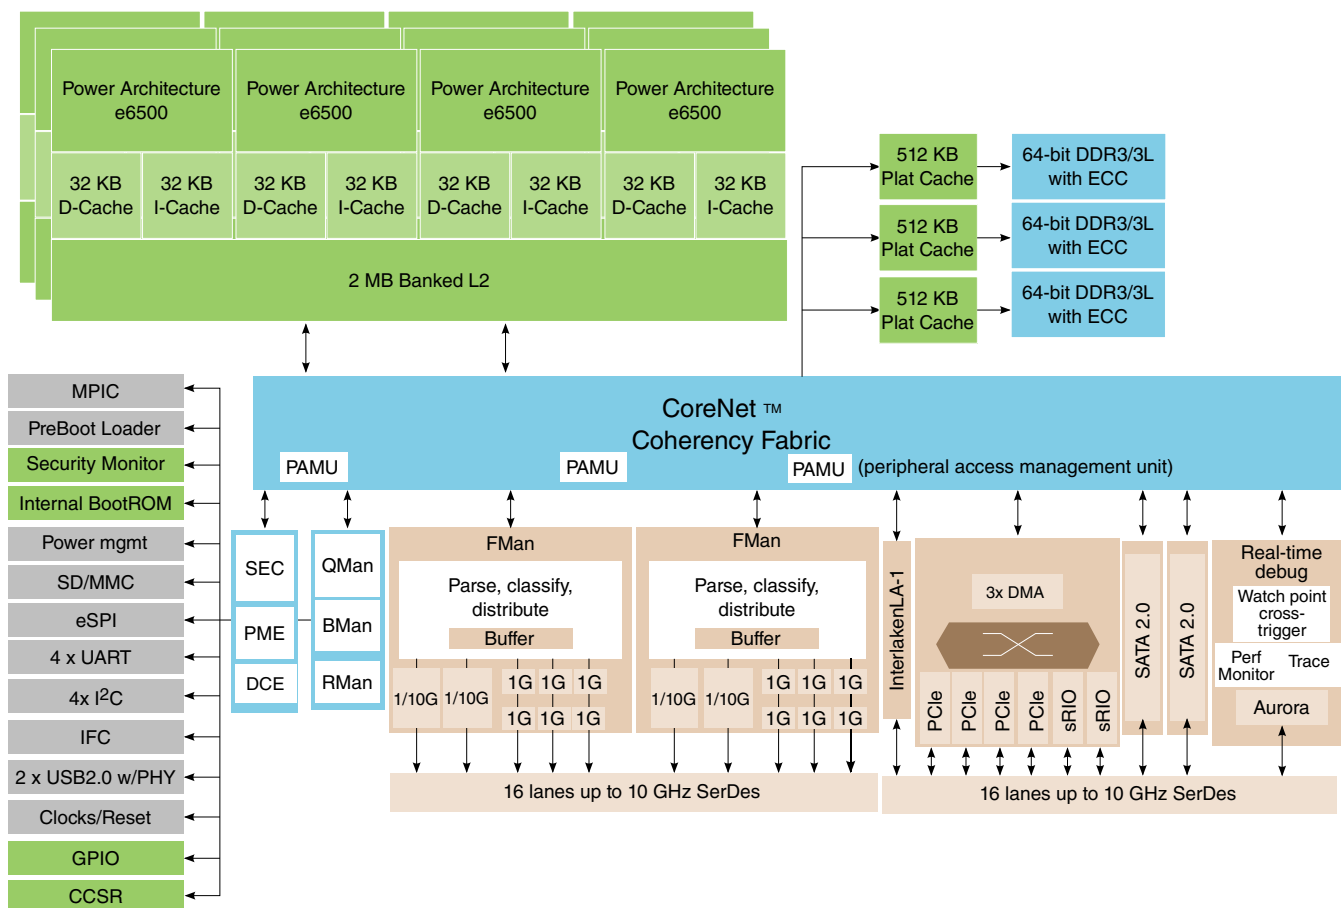 Power Architecture
e6500
Power Architecture
e6500
Power Architecture
e6500
Power Architecture
e6500
32 KB
D-Cache
32 KB
I-Cache
32 KB
D-Cache
32 KB
I-Cache
32 KB
D-Cache
32 KB
I-Cache
32 KB
D-Cache
32 KB
I-Cache
2 MB Banked L2
512 KB
Plat Cache
64-bit DDR3/3L
with ECC
512 KB
Plat Cache
64-bit DDR3/3L
with ECC
512 KB
Plat Cache
64-bit DDR3/3L
with ECC
MPIC
PreBoot Loader
Security Monitor
Internal BootROM
Power mgmt
SD/MMC
eSPI
4 x UART
4x I²C
IFC
2 x USB2.0 w/PHY
Clocks/Reset
GPIO
CCSR
CoreNet ™
Coherency Fabric
PAMU
PAMU
PAMU
(peripheral access management unit)
SEC
PME
DCE
QMan
BMan
RMan
FMan
Parse, classify,
distribute
Buffer
1/10G
1/10G
1G
1G
1G
1G
1G
1G
FMan
Parse, classify,
distribute
Buffer
1/10G
1/10G
1G
1G
1G
1G
1G
1G
16 lanes up to 10 GHz SerDes
InterlakenLA-1
3x DMA
PCIe
PCIe
PCIe
PCIe
sRIO
sRIO
SATA 2.0
SATA 2.0
Real-time
debug
Watch point
cross-
trigger
Perf
Monitor
Trace
Aurora
16 lanes up to 10 GHz SerDes